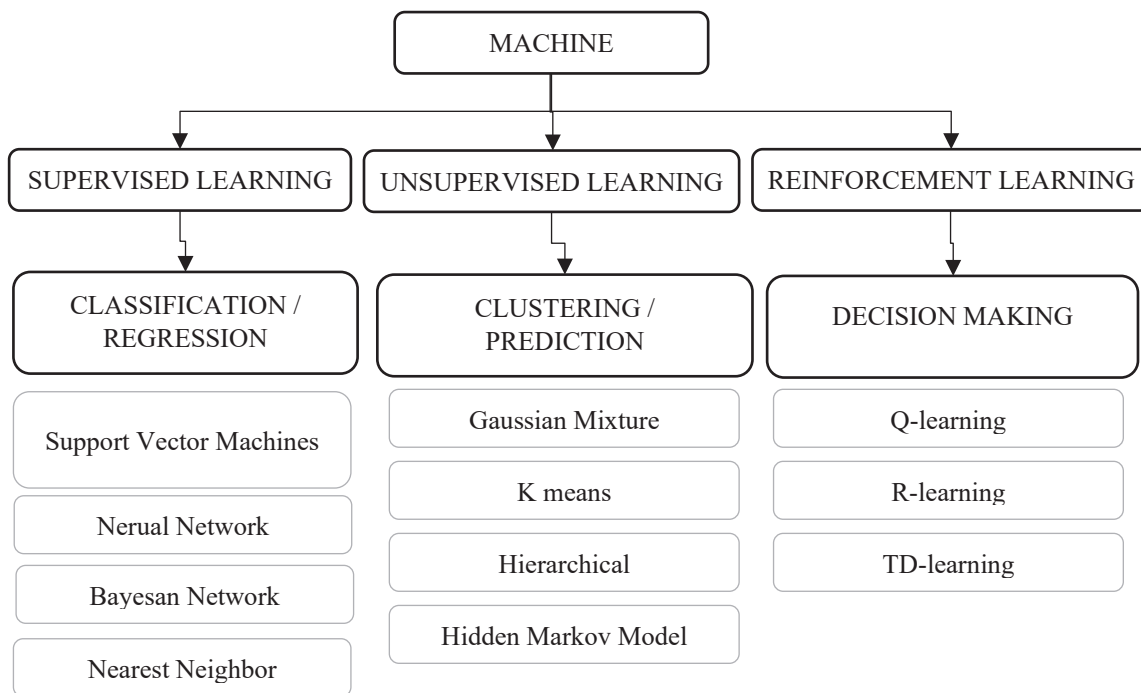 MACHINE
SUPERVISED LEARNING
UNSUPERVISED LEARNING
REINFORCEMENT LEARNING
CLASSIFICATION /
REGRESSION
CLUSTERING /
PREDICTION
DECISION MAKING
Support Vector Machines
Nerual Network
Bayesan Network
Nearest Neighbor
Gaussian Mixture
K means
Hierarchical
Hidden Markov Model
Q-learning
R-learning
TD-learning